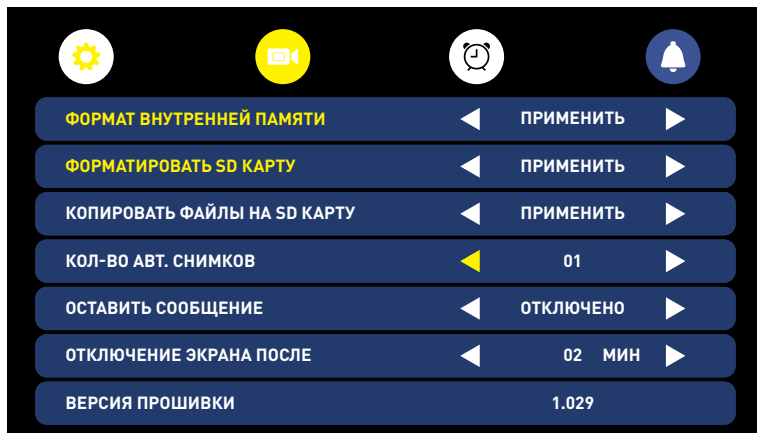 ФОРМАТ ВНУТРЕННЕЙ ПАМЯТИ ПРИМЕНИТЬ
ФОРМАТИРОВАТЬ SD КАРТУ ПРИМЕНИТЬ
КОПИРОВАТЬ ФАЙЛЫ НА SD КАРТУ ПРИМЕНИТЬ
КОЛ-ВО АВТ. СНИМКОВ 01
ОСТАВИТЬ СООБЩЕНИЕ ОТКЛЮЧЕНО
ОТКЛЮЧЕНИЕ ЭКРАНА ПОСЛЕ 02 МИН
ВЕРСИЯ ПРОШИВКИ 1.029